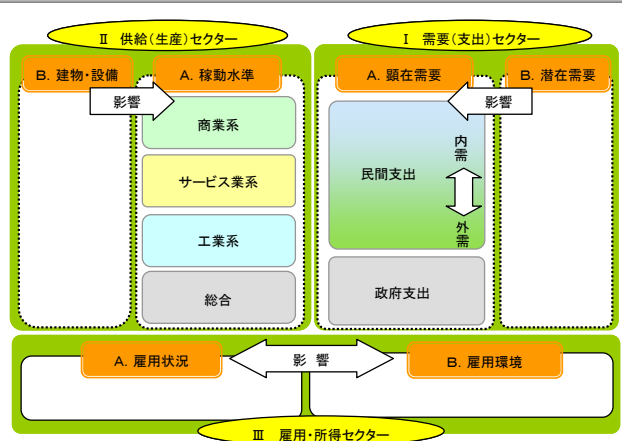 Ⅱ 供給(生産)セクター
Ⅰ 需要(支出)セクター
B. 建物・設備
A. 稼動水準
A. 顕在需要
B. 潜在需要
影響
影響
商業系
サービス業系
工業系
総合
民間支出
内需
外需
政府支出
A. 雇用状況
影 響
B. 雇用環境
Ⅲ 雇用・所得セクター